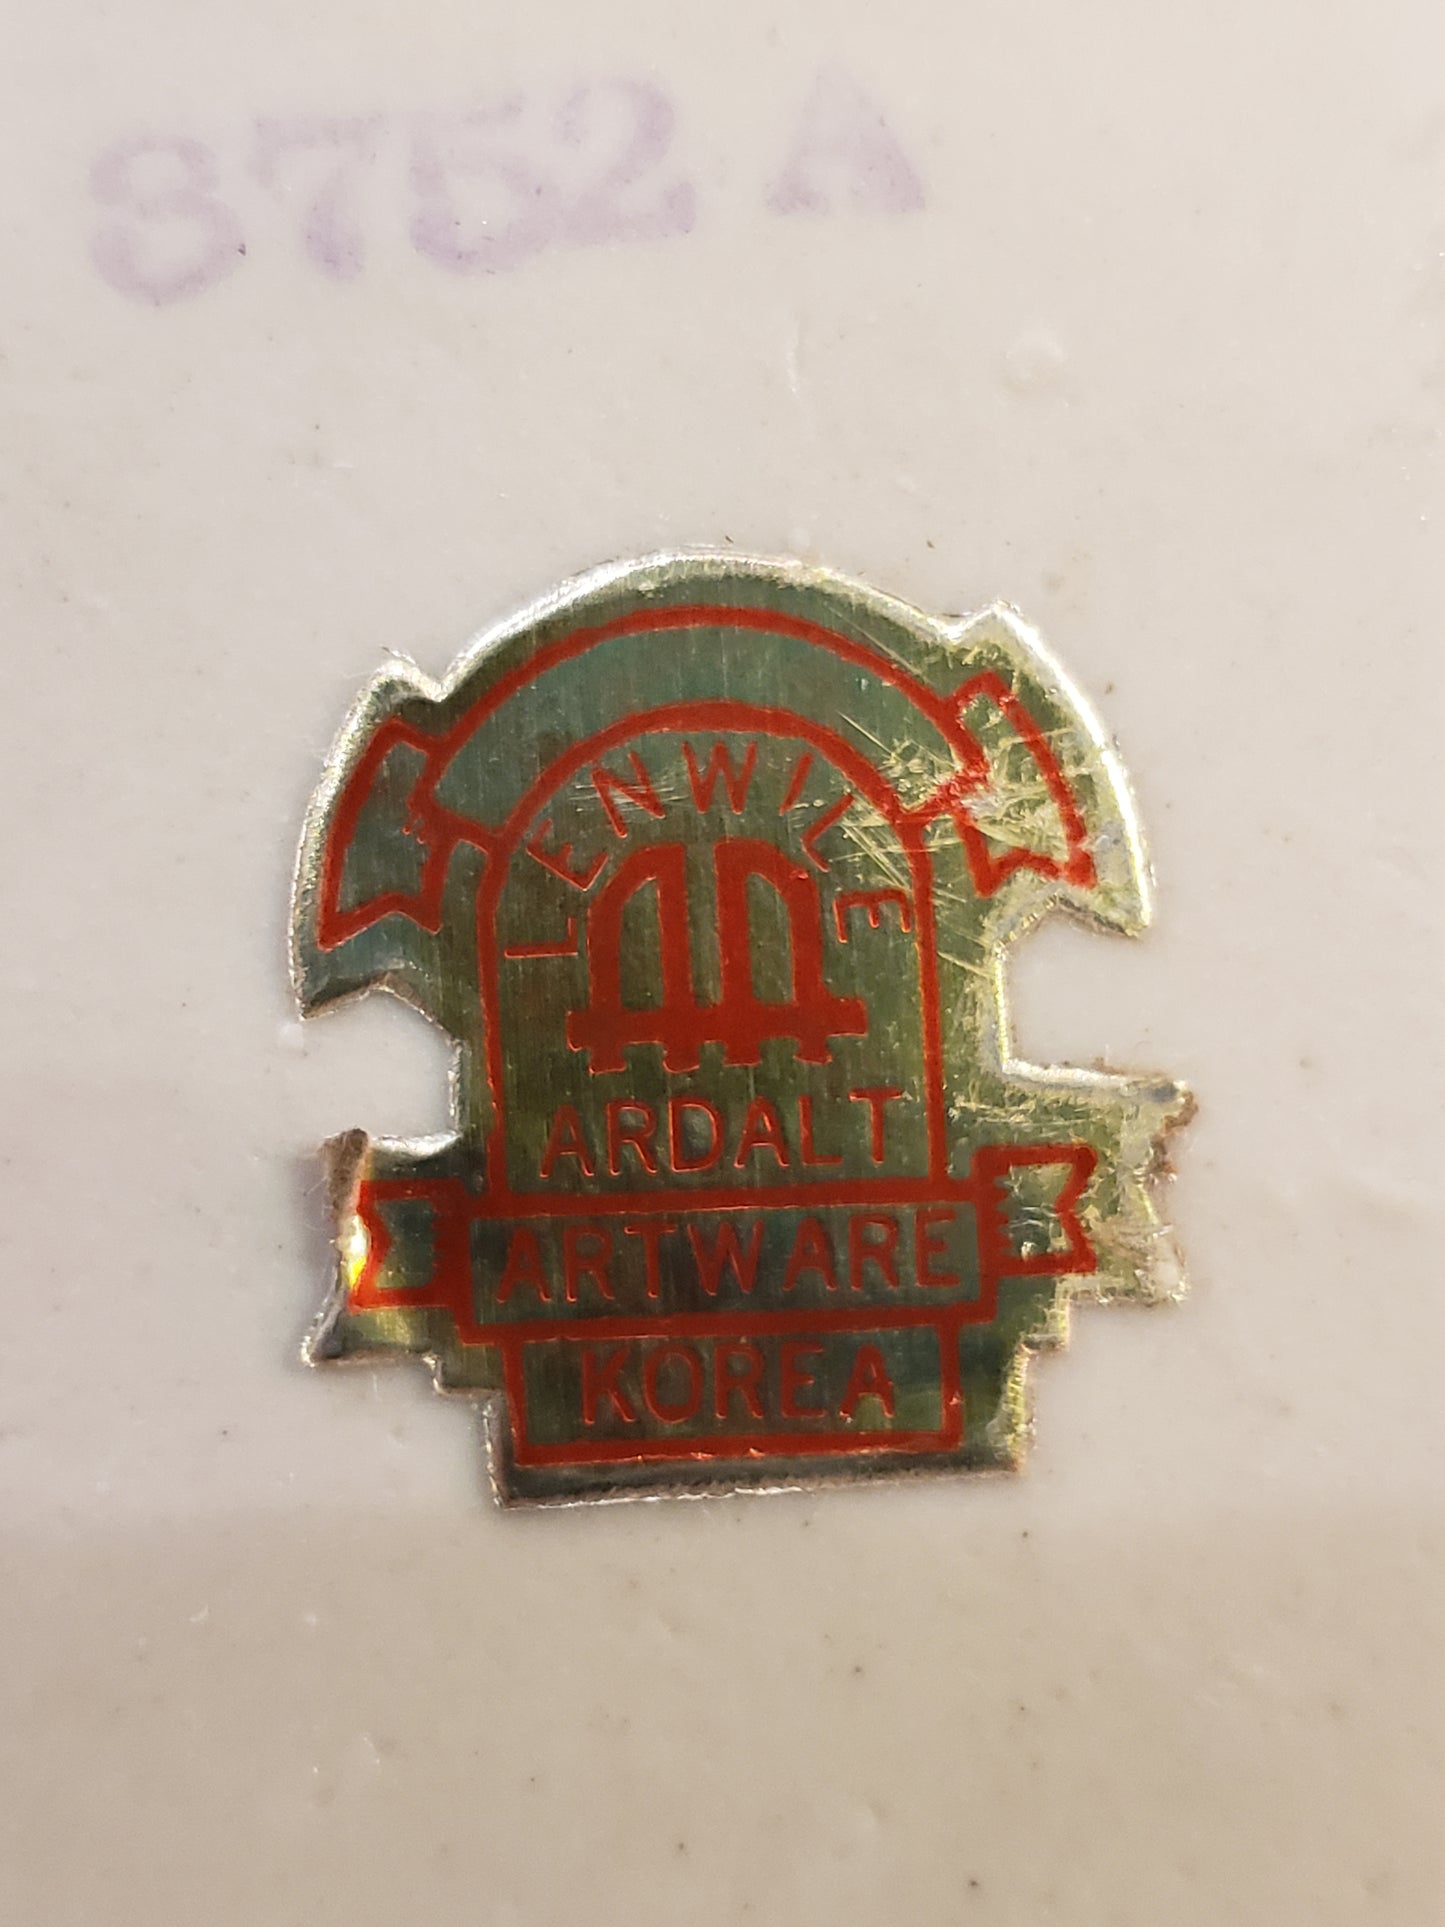 8752 A
LENWILE
ARDALT
ARTWARE
KOREA